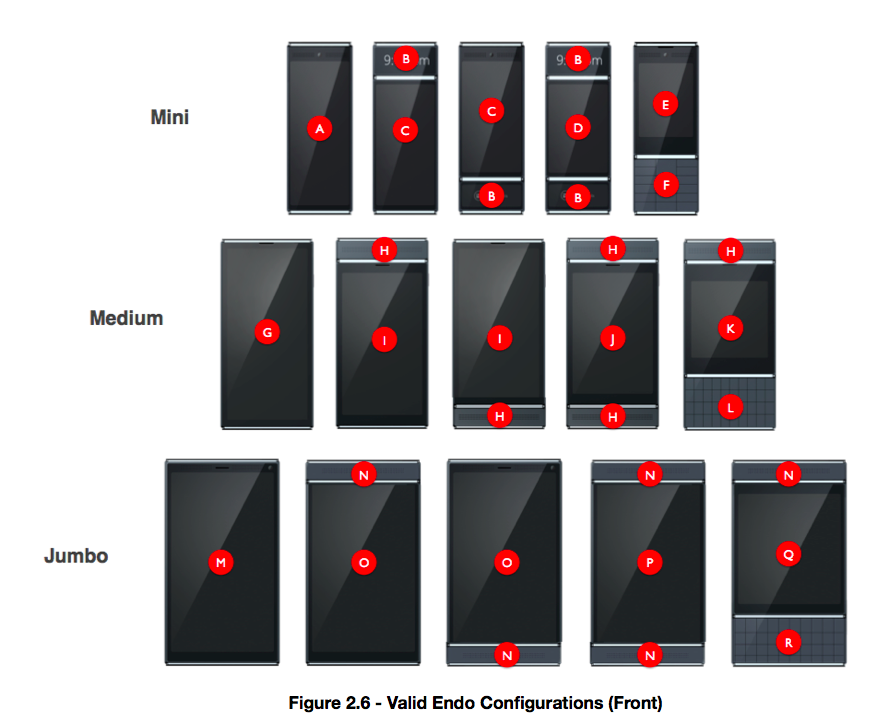 Mini
A
9: B m
C
C
B
9: B m
D
B
E
F
Medium
G
H
I
I
H
H
J
H
H
K
L
Jumbo
M
N
O
O
N
N
P
N
N
Q
R
Figure 2.6 - Valid Endo Configurations (Front)